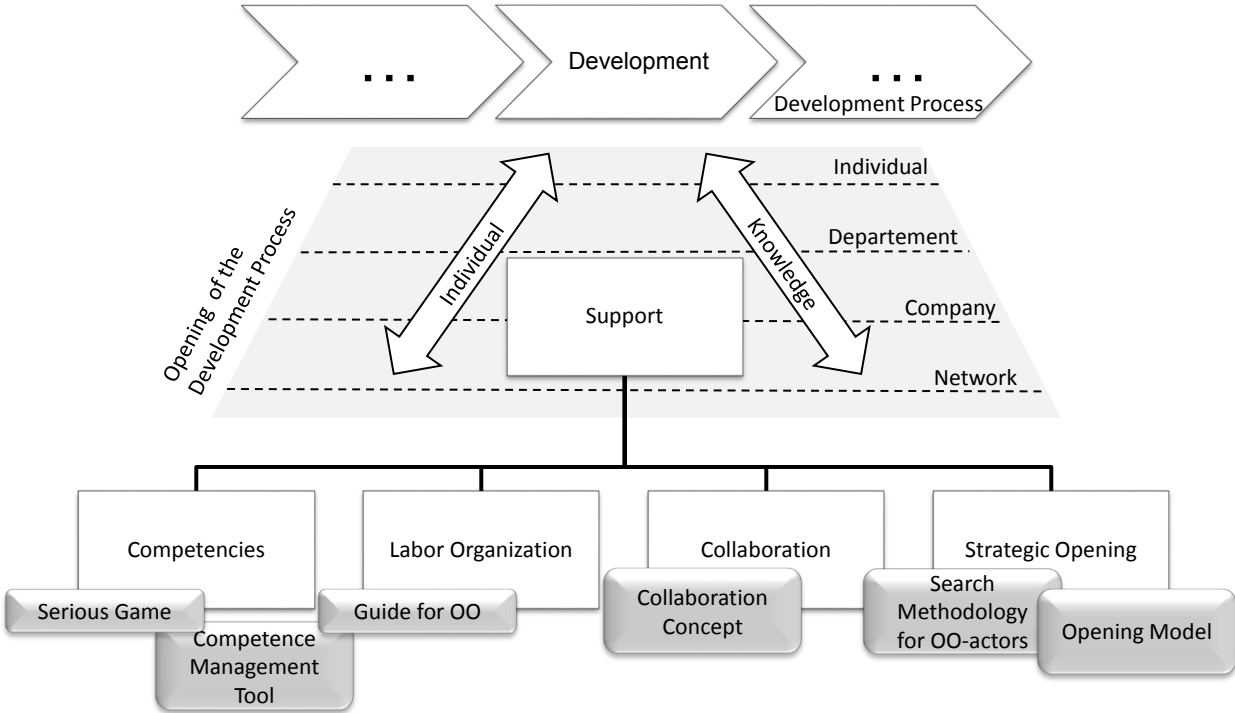 ...
Development
...
Development Process
Individual
Departement
Company
Network
Opening of the
Development Process
Individual
Knowledge
Support
Competencies
Labor Organization
Collaboration
Strategic Opening
Serious Game
Competence
Management
Tool
Guide for OO
Collaboration
Concept
Search
Methodology
for OO-actors
Opening Model